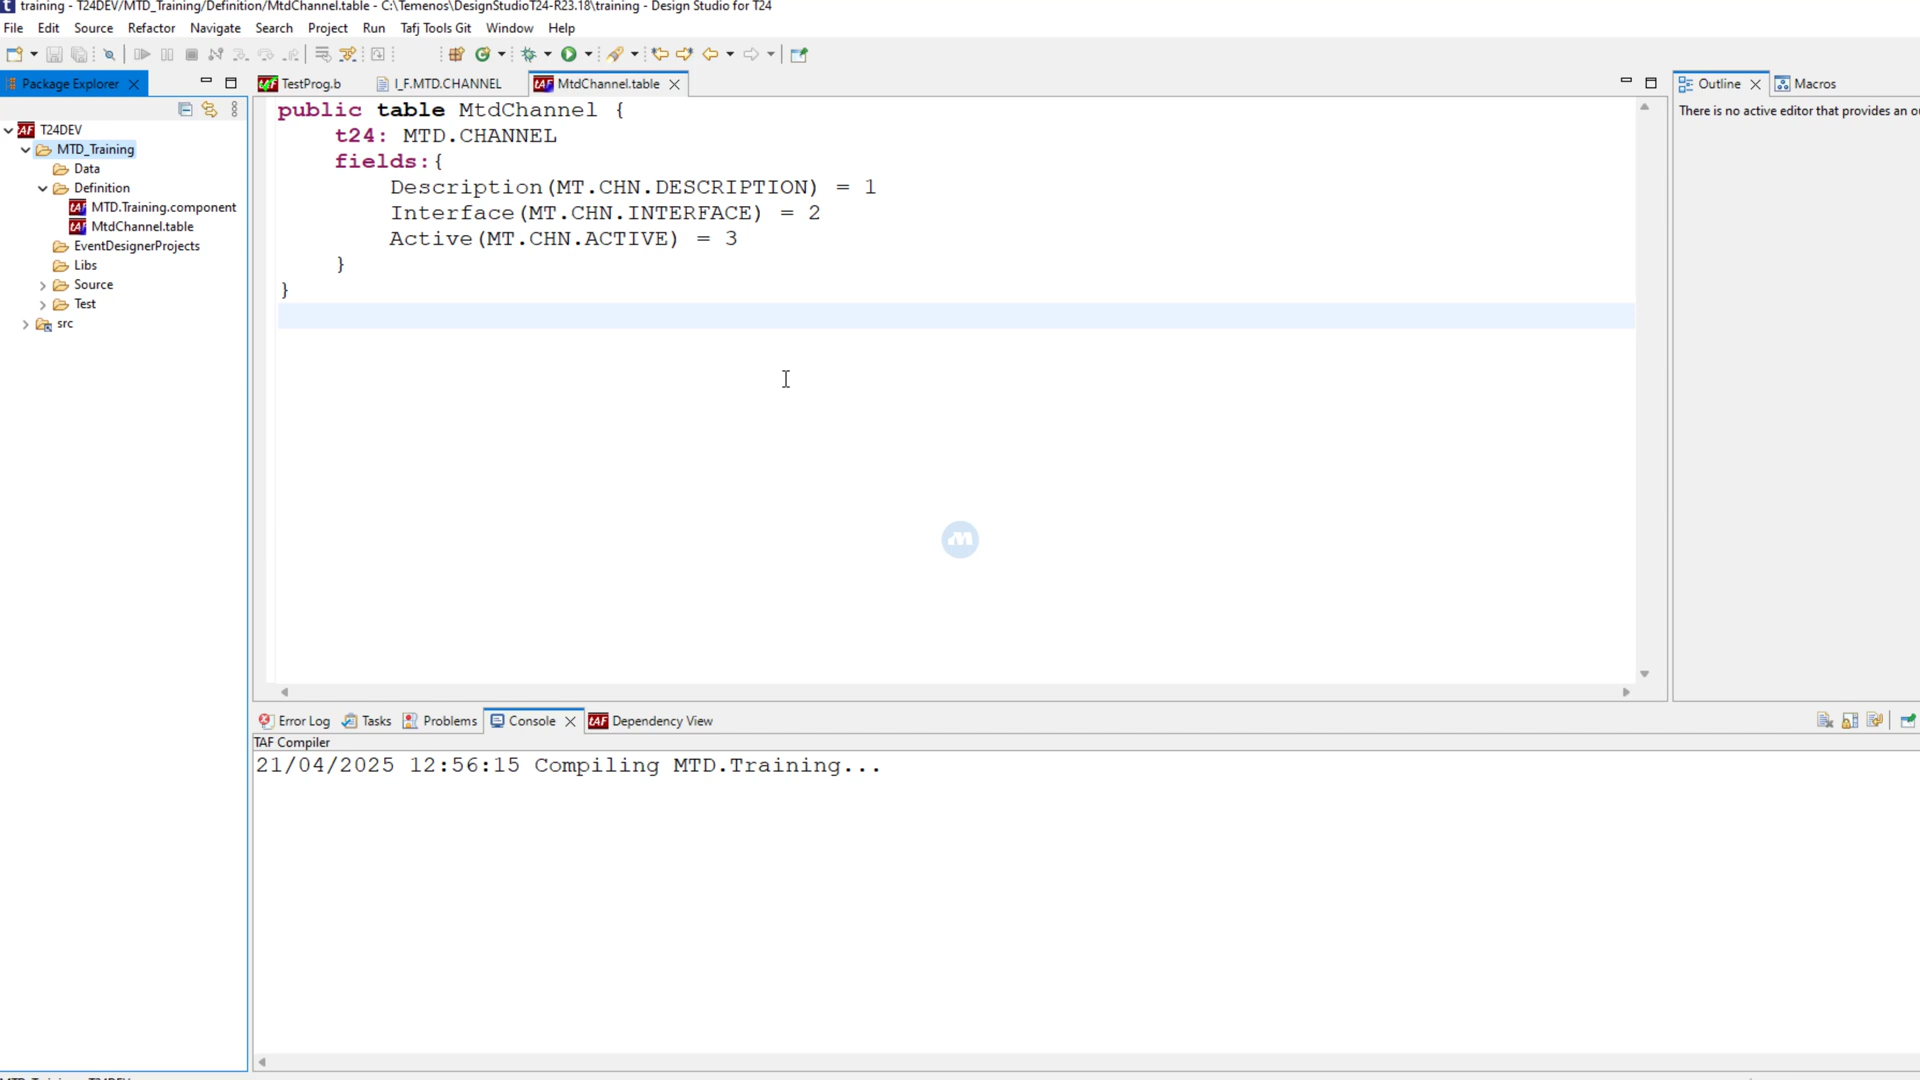 training - T24DEV/MTD_Training/Definition/MtdChannel.table - C:\Temenos\DesignStudioT24-R23.18\training - Design Studio for T24
File Edit Source Refactor Navigate Search Project Run Tafj Tools Git Window Help
Package Explorer
TestProg.b I_F.MTD.CHANNEL MtdChannel.table
Outline Macros
There is no active editor that provides an
T24DEV
MTD_Training
Data
Definition
MTD.Training.component
MtdChannel.table
EventDesignerProjects
Libs
Source
Test
src
public table MtdChannel {
t24: MTD.CHANNEL
fields:{
Description(MT.CHN.DESCRIPTION) = 1
Interface(MT.CHN.INTERFACE) = 2
Active(MT.CHN.ACTIVE) = 3
}
}
Error Log Tasks Problems Console Dependency View
TAF Compiler
21/04/2025 12:56:15 Compiling MTD.Training...